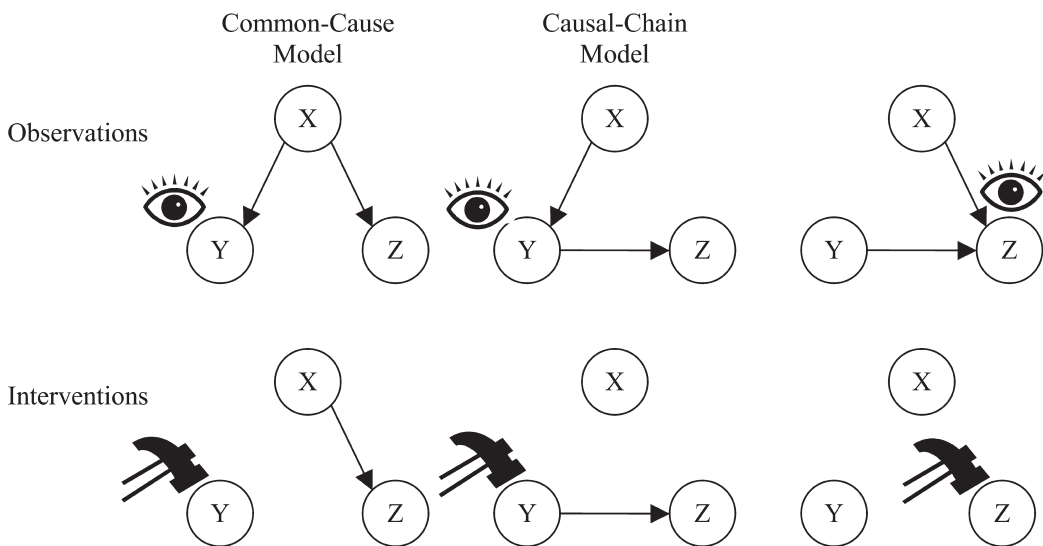 Common-Cause
Model
Causal-Chain
Model
Observations
X
X
X
Y
Z
Y
Z
Y
Z
Interventions
X
X
X
Y
Z
Y
Z
Y
Z